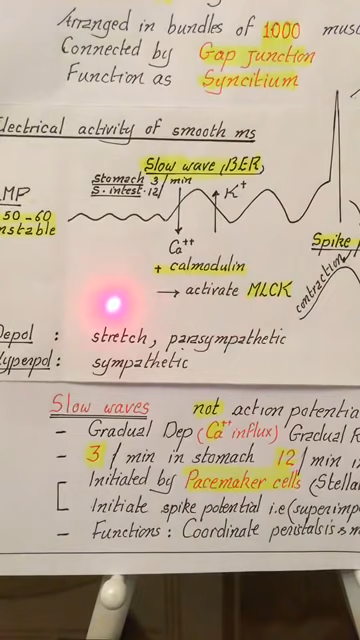 Arranged in bundles of 1000
Connected by Gap junction
Function as Syncitium
Electrical activity of smooth ms
Slow wave, BER,
Stomach 3 / min
S. intest. 12
RMP
50-60
unstable
K+
Ca++
Spike
+ calmodulin
→ activate MLCK
contraction
Depol : stretch, parasympathetic
Hyperpol : sympathetic
Slow waves not action potentia
- Gradual Dep (Ca++ influx) Gradual R
- 3 / min in stomach 12 / min in
Initiated by Pacemaker cells (Stella
Initiate spike potential i.e (superimp
- Functions : Coordinate peristalsis & m